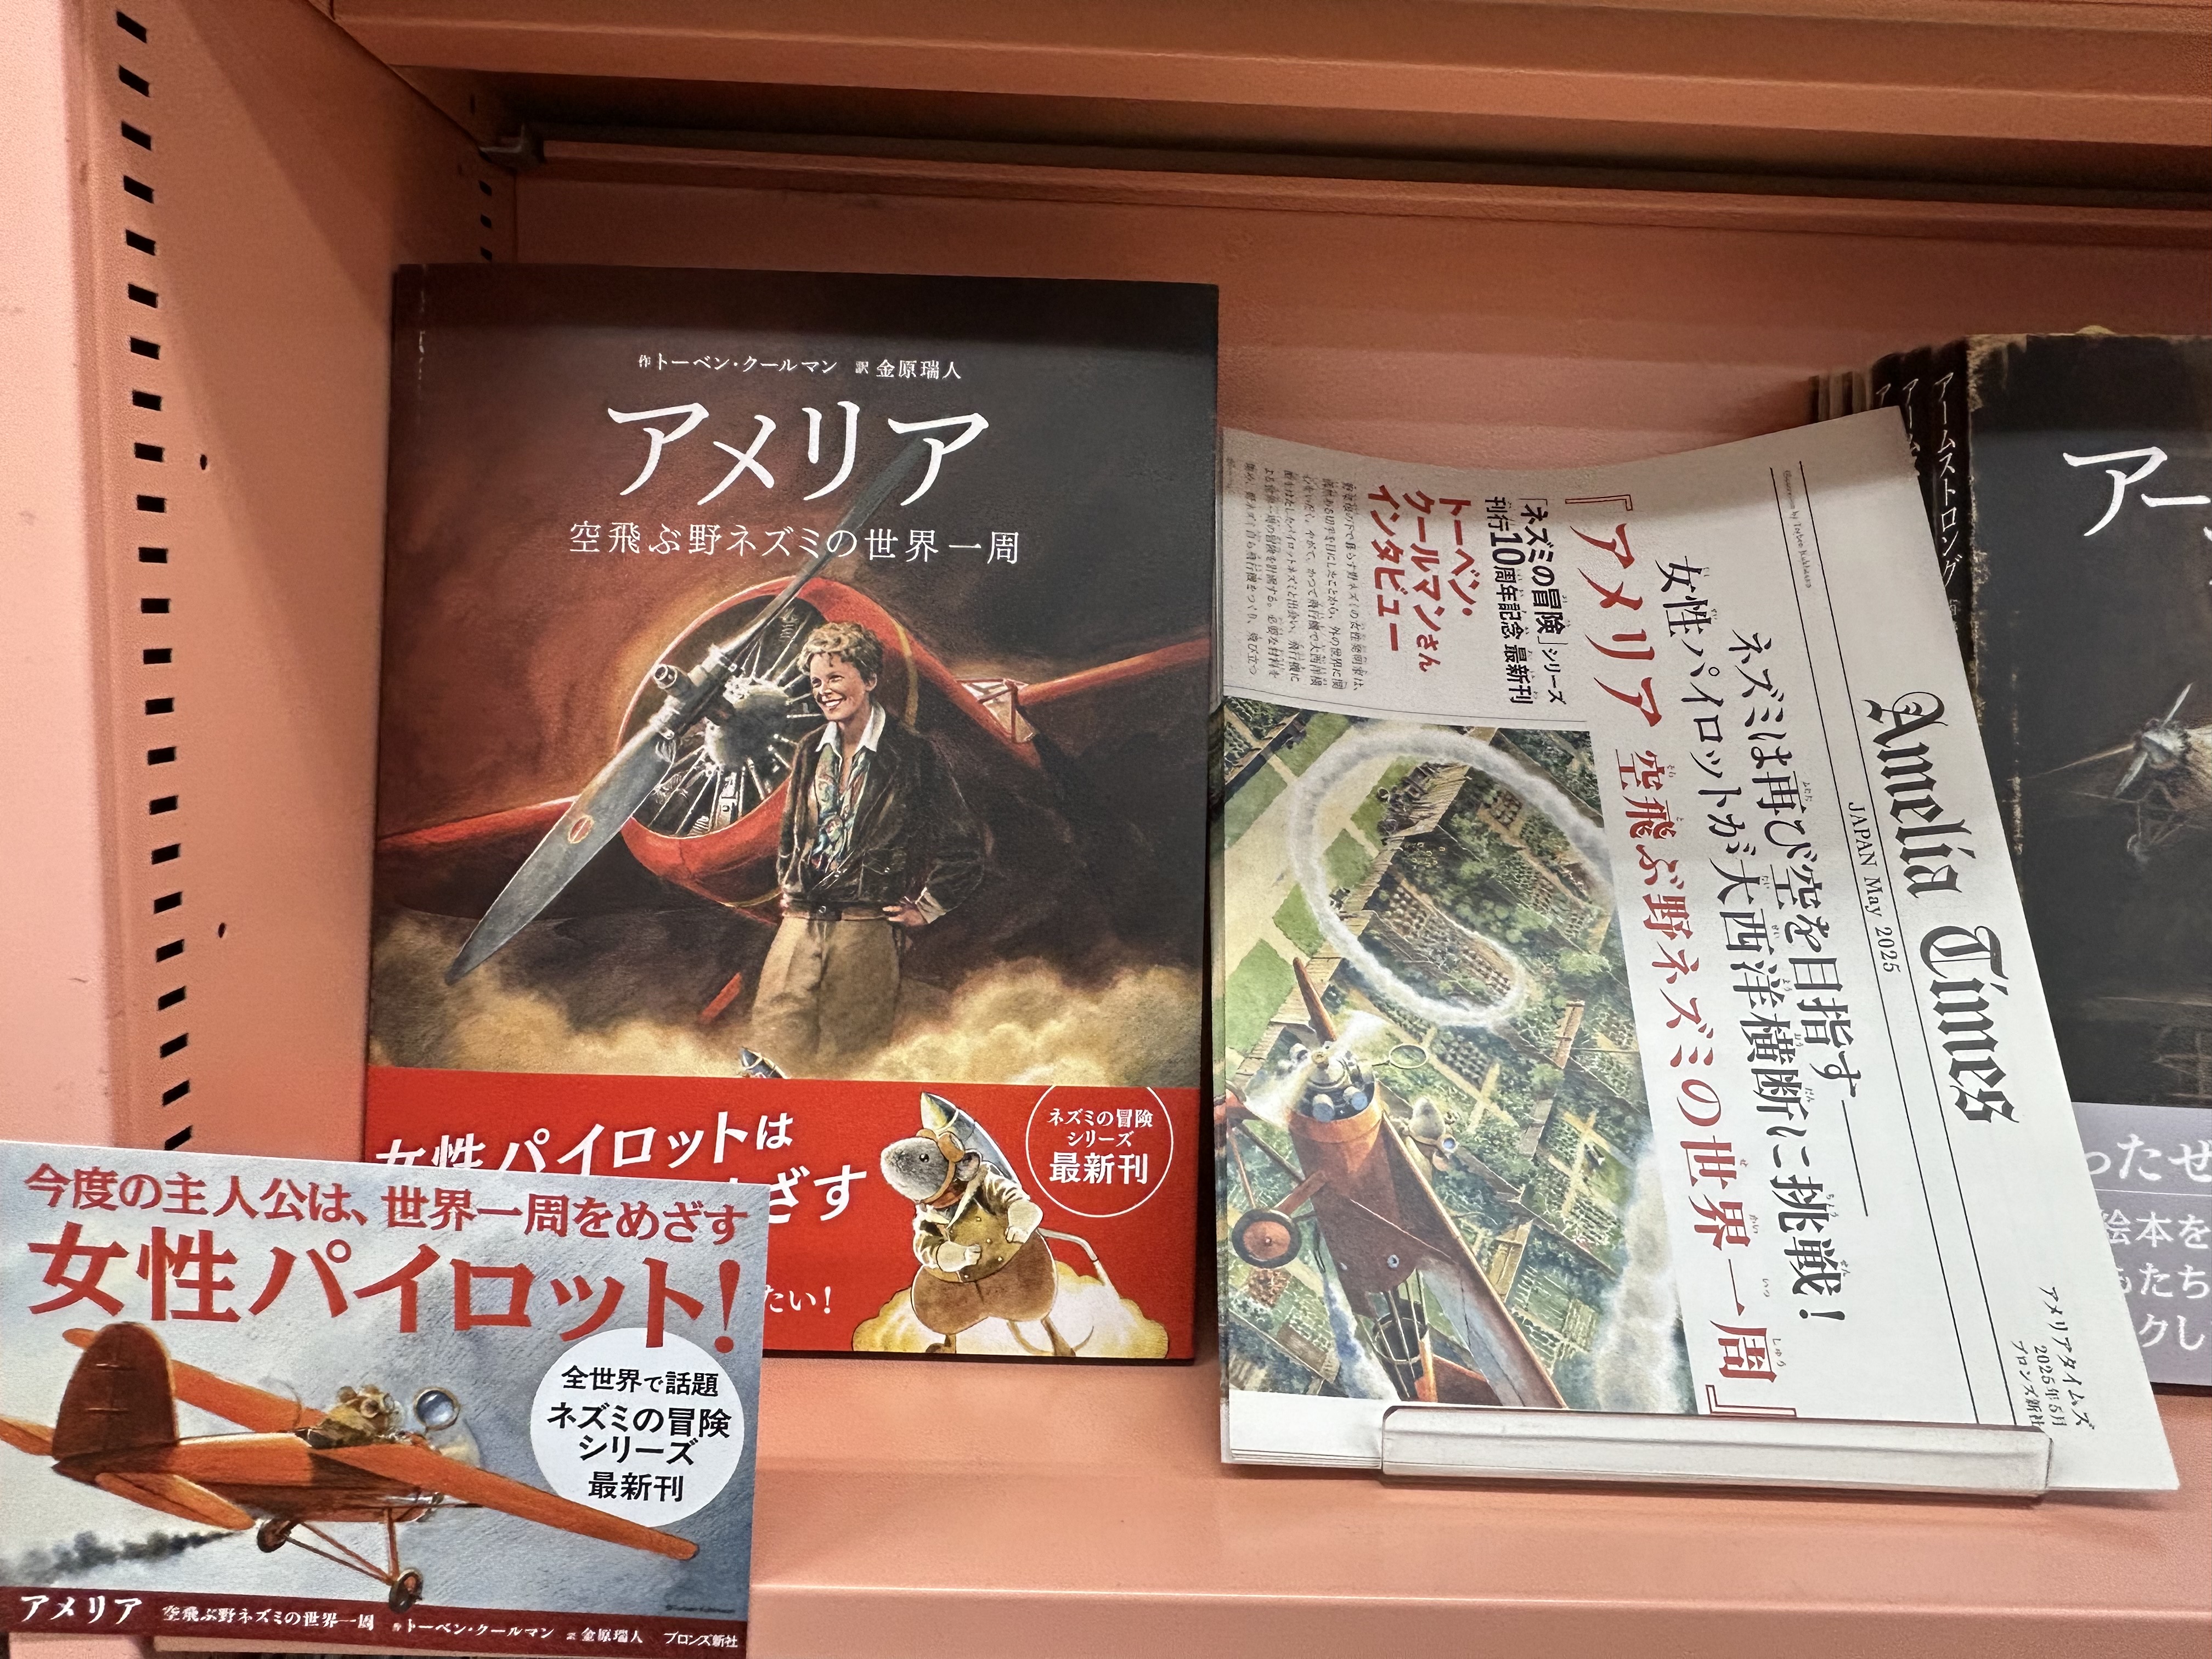 作 トーベン・クールマン 訳 金原瑞人
アメリア
空飛ぶ野ネズミの世界一周
女性パイロットは
ざす
たい!
ネズミの冒険
シリーズ
最新刊
今度の主人公は、世界一周をめざす
女性パイロット!
全世界で話題
ネズミの冒険
シリーズ
最新刊
アメリア 空飛ぶ野ネズミの世界一周 作 トーベン・クールマン 訳 金原瑞人 ブロンズ新社
Amelia Times
JAPAN May 2025
アメリアタイムズ
2025年5月
ブロンズ新社
ネズミは再び空を目指す――
女性パイロットが大西洋横断に挑戦!
『アメリア 空飛ぶ野ネズミの世界一周』
「ネズミの冒険」シリーズ
刊行10周年記念 最新刊
トーベン・
クールマンさん
インタビュー
アームストロング
アー
ったせ
絵本を
たち
クし